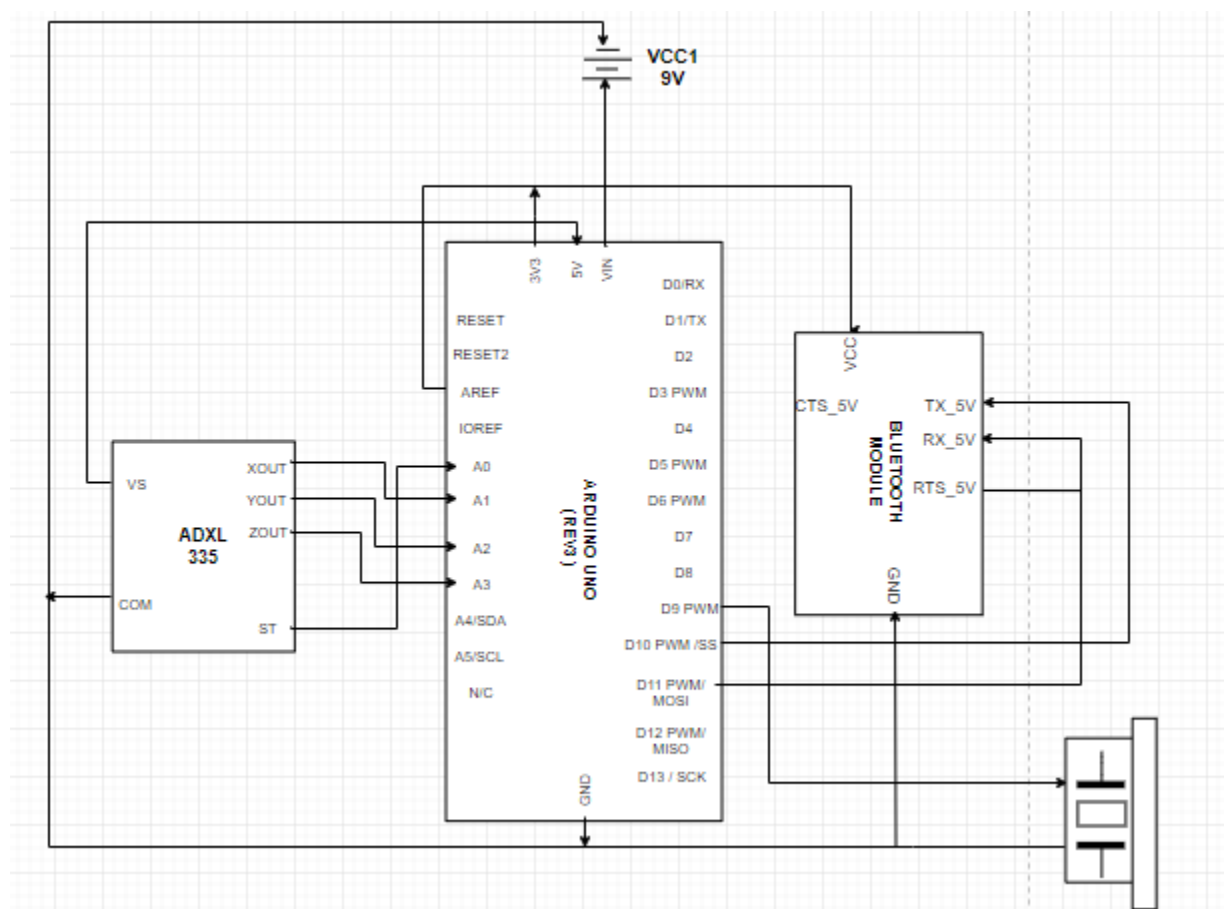 VCC1
9V
3V3
5V
VIN
D0/RX
RESET
D1/TX
RESET2
D2
AREF
D3 PWM
IOREF
D4
A0
D5 PWM
A1
D6 PWM
D7
A2
D8
A3
D9 PWM
A4/SDA
D10 PWM /SS
A5/SCL
D11 PWM/
MOSI
N/C
D12 PWM/
MISO
D13 / SCK
GND
ARDUINO UNO
(REV3 )
VS
XOUT
YOUT
ZOUT
ADXL
335
COM
ST
VCC
CTS_5V
TX_5V
RX_5V
RTS_5V
BLUETOOTH
MODULE
GND